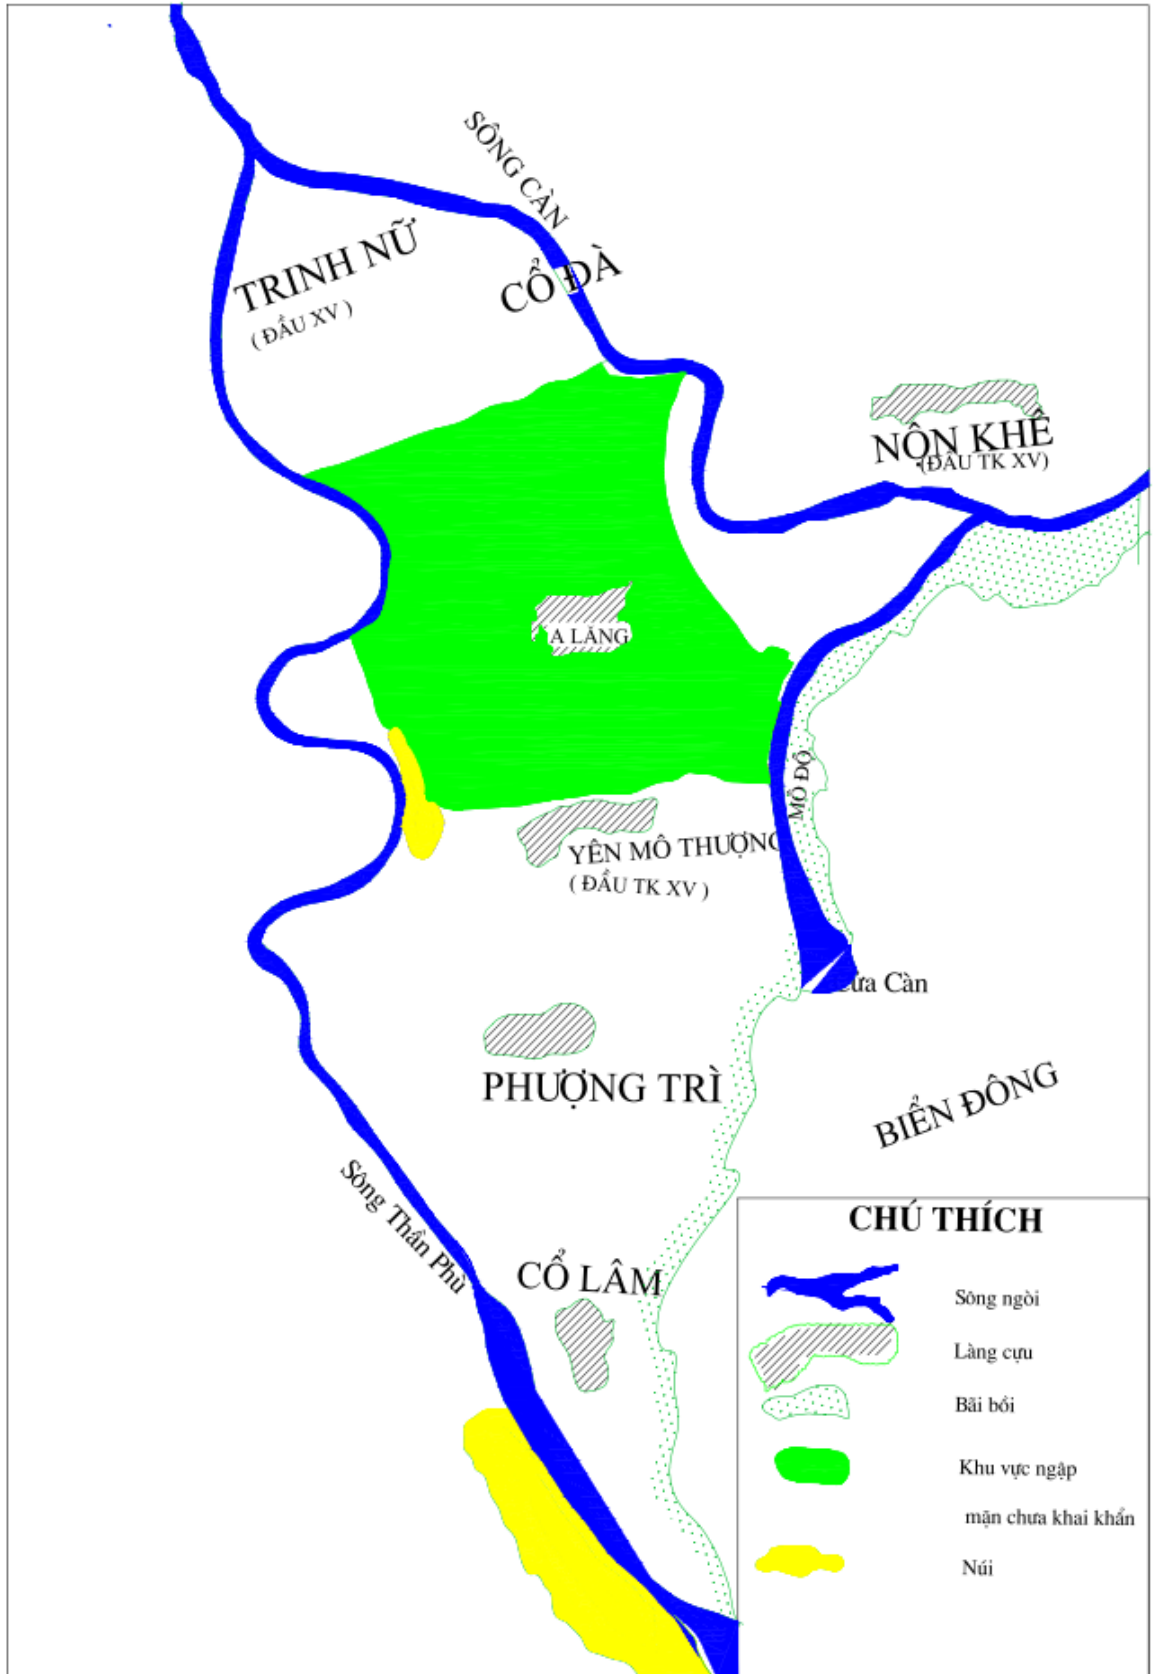 SÔNG CÀN
TRINH NỮ
( ĐẦU XV )
CỔ ĐÀ
NỘN KHÊ
(ĐẦU TK XV)
A LĂNG
MÔ ĐỘ
YÊN MÔ THƯỢNG
( ĐẦU TK XV )
Cửa Càn
PHƯỢNG TRÌ
BIỂN ĐÔNG
Sông Thần Phù
CỔ LÂM
CHÚ THÍCH
Sông ngòi
Làng cựu
Bãi bồi
Khu vực ngập
mặn chưa khai khẩn
Núi